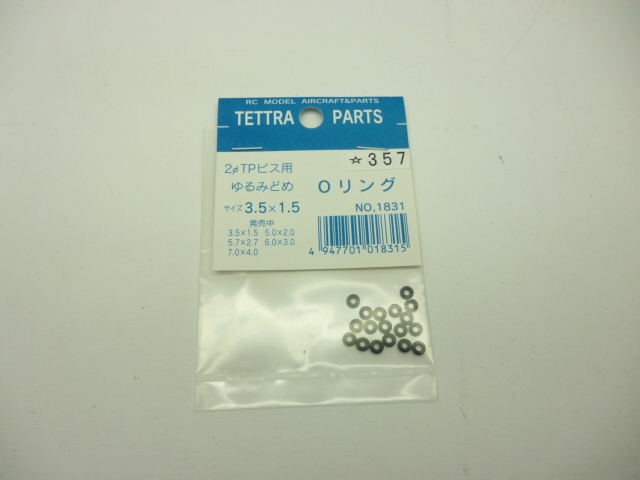 RC MODEL AIRCRAFT&PARTS
TETTRA PARTS
☆357
2øTPビス用
ゆるみどめ Oリング
サイズ 3.5×1.5 NO.1831
発売中
3.5×1.5 5.0×2.0
5.7×2.7 6.0×3.0
7.0×4.0
4 947701 018315